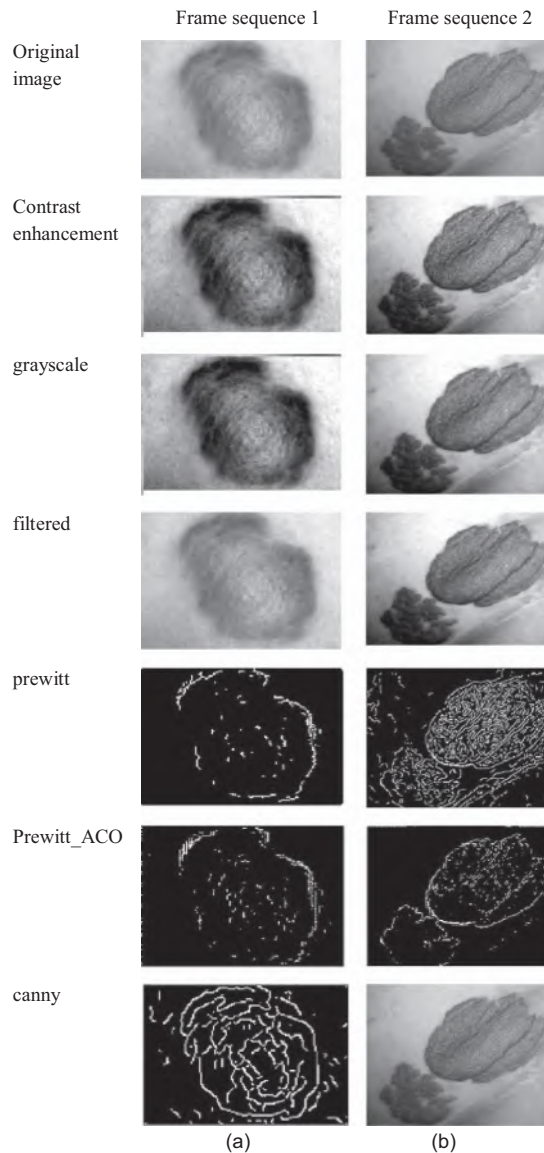 Frame sequence 1 Frame sequence 2
Original
image
Contrast
enhancement
grayscale
filtered
prewitt
Prewitt_ACO
canny
(a) (b)